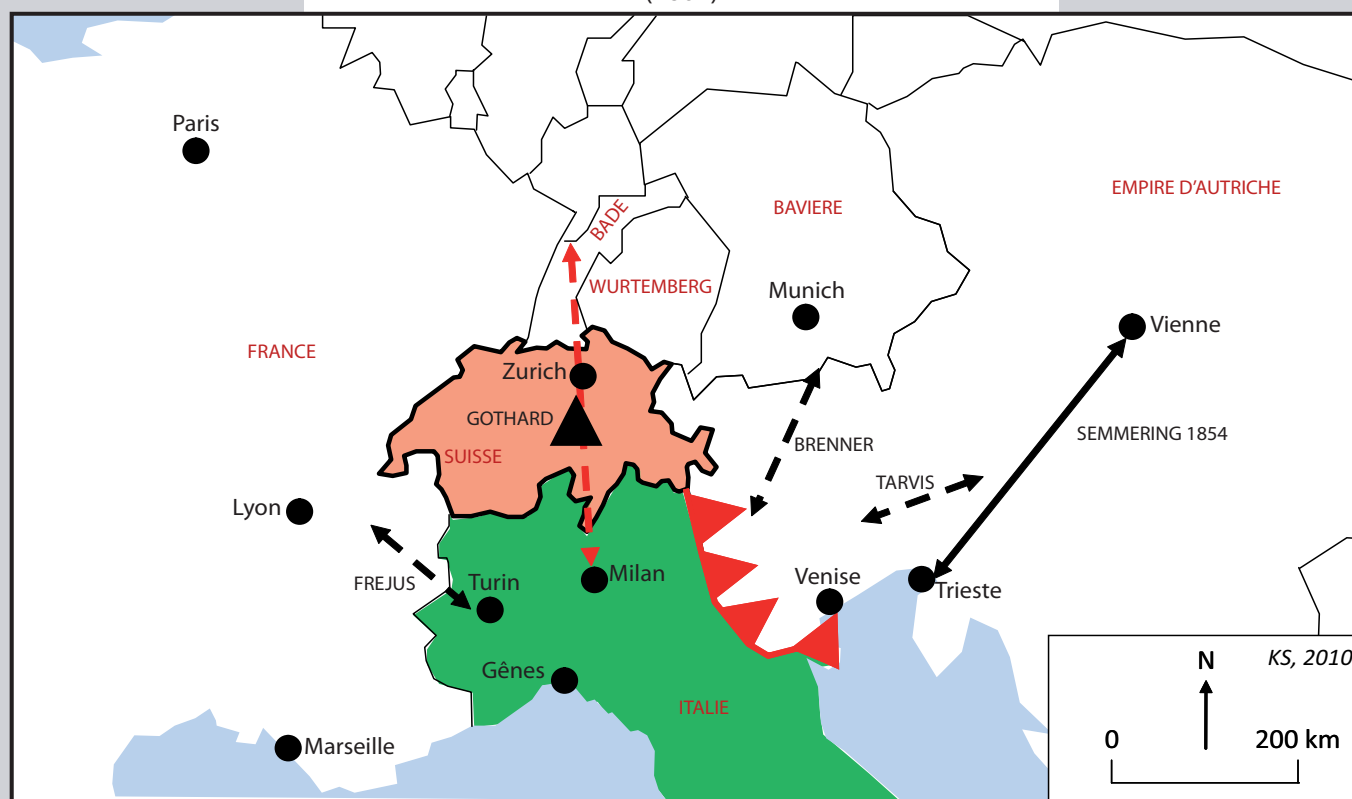 Paris
EMPIRE D'AUTRICHE
BAVIERE
BADE
WURTEMBERG
Munich
Vienne
FRANCE
Zurich
GOTHARD
SEMMERING 1854
BRENNER
SUISSE
TARVIS
Lyon
FREJUS
Turin
Milan
Venise
Trieste
Gênes
ITALIE
Marseille
KS, 2010
N
0 200 km